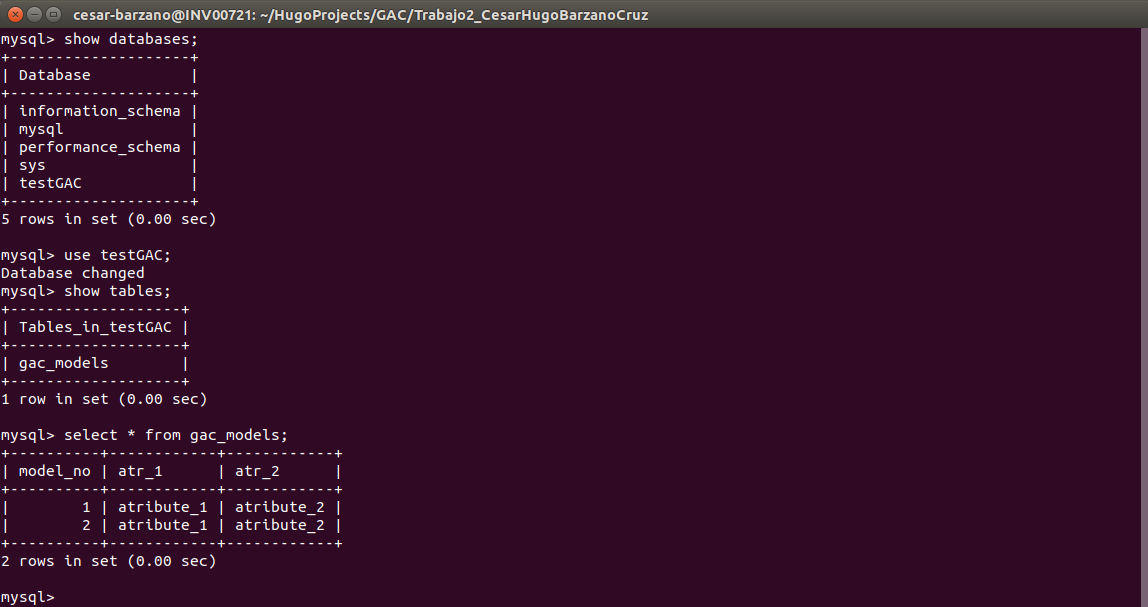 cesar-barzano@INV00721: ~/HugoProjects/GAC/Trabajo2_CesarHugoBarzanoCruz
mysql> show databases;
+--------------------+
| Database           |
+--------------------+
| information_schema |
| mysql              |
| performance_schema |
| sys                |
| testGAC            |
+--------------------+
5 rows in set (0.00 sec)

mysql> use testGAC;
Database changed
mysql> show tables;
+-------------------+
| Tables_in_testGAC |
+-------------------+
| gac_models        |
+-------------------+
1 row in set (0.00 sec)

mysql> select * from gac_models;
+----------+------------+------------+
| model_no | atr_1      | atr_2      |
+----------+------------+------------+
|        1 | atribute_1 | atribute_2 |
|        2 | atribute_1 | atribute_2 |
+----------+------------+------------+
2 rows in set (0.00 sec)

mysql>